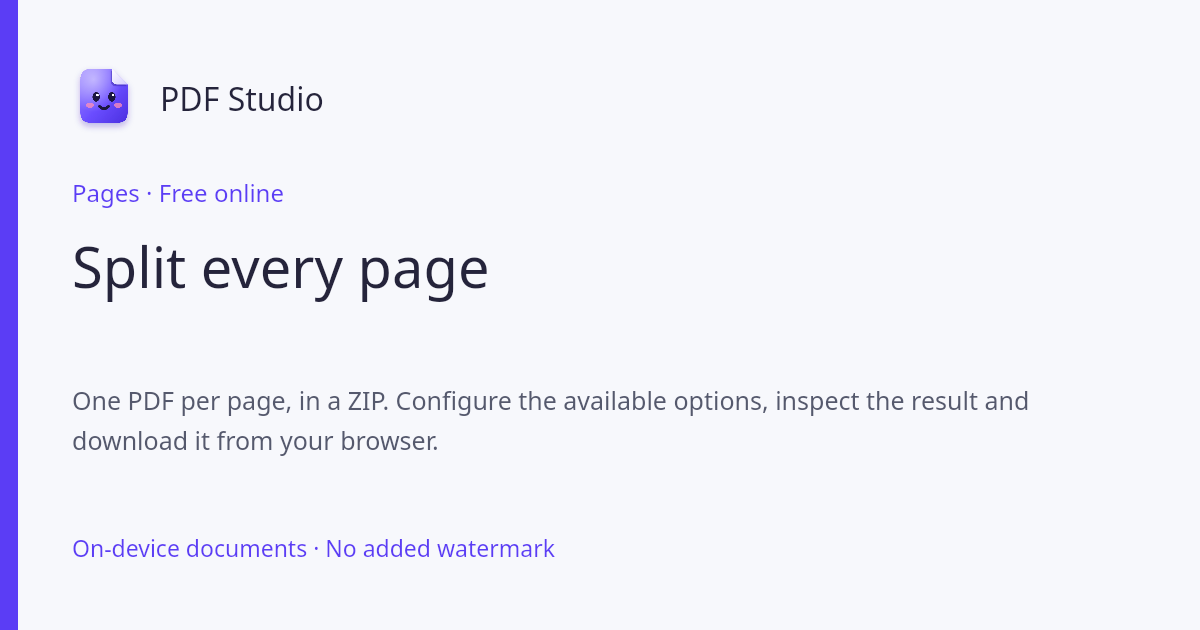 PDF Studio
Pages · Free online
Split every page
One PDF per page, in a ZIP. Configure the available options, inspect the result and
download it from your browser.
On-device documents · No added watermark